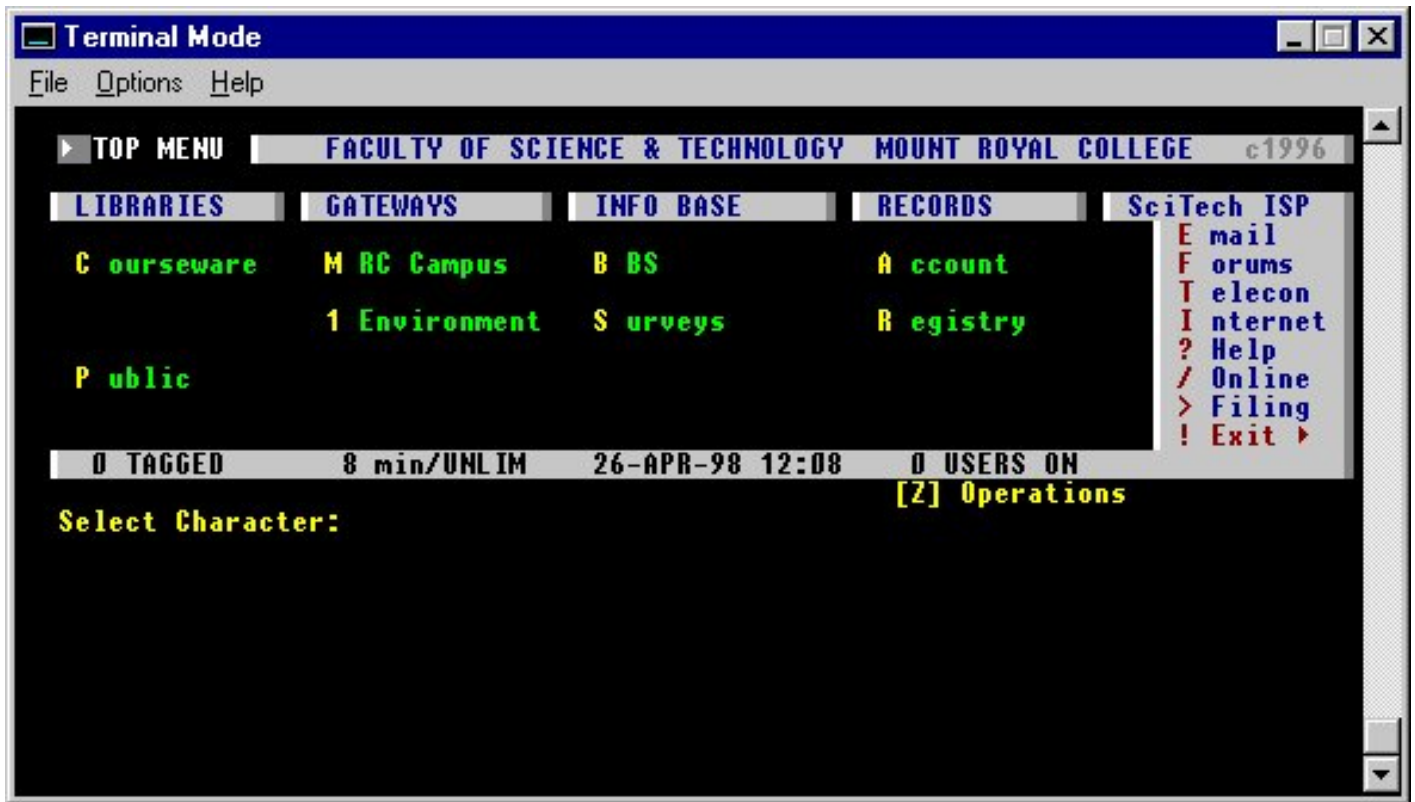 Terminal Mode
File Options Help
TOP MENU FACULTY OF SCIENCE & TECHNOLOGY MOUNT ROYAL COLLEGE c1996
LIBRARIES GATEWAYS INFO BASE RECORDS SciTech ISP
E mail
C ourseware M RC Campus B BS A ccount F orums
T elecon
1 Environment S urveys R egistry I nternet
? Help
P ublic / Online
> Filing
! Exit
0 TAGGED 8 min/UNLIM 26-APR-98 12:08 0 USERS ON
[Z] Operations
Select Character: